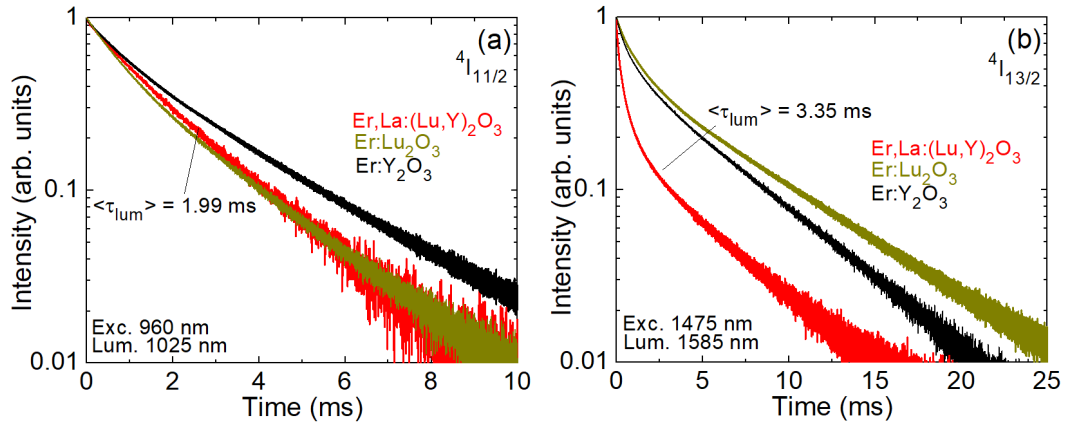 (a)
⁴I₁₁/₂
Er,La:(Lu,Y)₂O₃
Er:Lu₂O₃
Er:Y₂O₃
<τlum> = 1.99 ms
Exc. 960 nm
Lum. 1025 nm
1
0.1
0.01
0 2 4 6 8 10
Time (ms)
Intensity (arb. units)
(b)
⁴I₁₃/₂
<τlum> = 3.35 ms
Er,La:(Lu,Y)₂O₃
Er:Lu₂O₃
Er:Y₂O₃
Exc. 1475 nm
Lum. 1585 nm
1
0.1
0.01
0 5 10 15 20 25
Time (ms)
Intensity (arb. units)